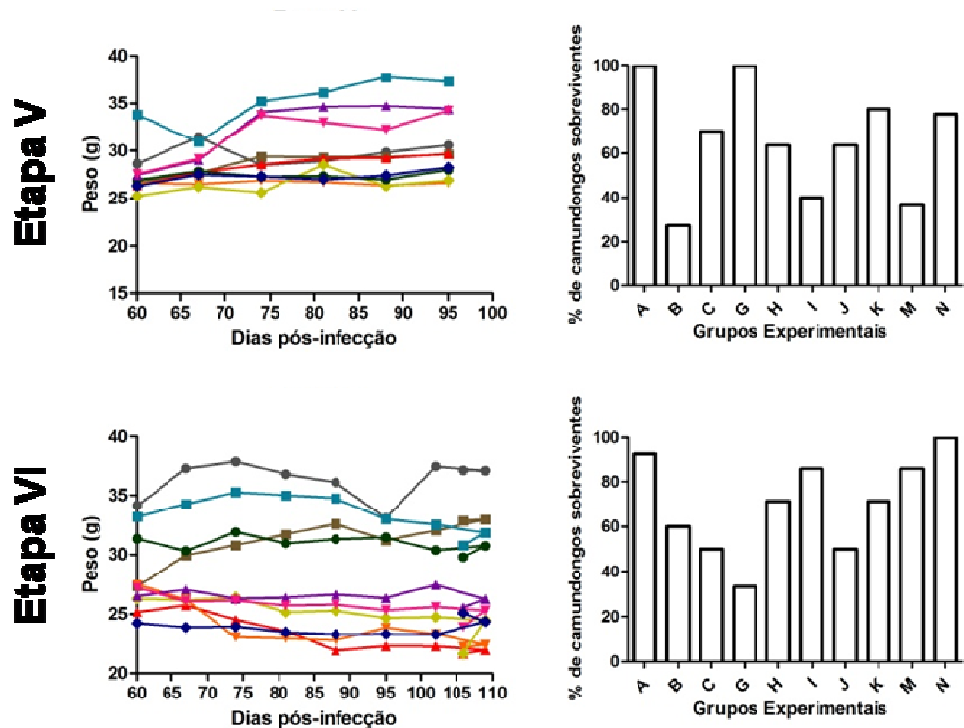 Etapa V
Peso (g)
40
35
30
25
20
15
60 65 70 75 80 85 90 95 100
Dias pós-infecção
% de camundongos sobreviventes
100
80
60
40
20
0
A B C G H I J K M N
Grupos Experimentais
Etapa VI
Peso (g)
40
35
30
25
20
60 65 70 75 80 85 90 95 100 105 110
Dias pós-infecção
% de camundongos sobreviventes
100
80
60
40
20
0
A B C G H I J K M N
Grupos Experimentais